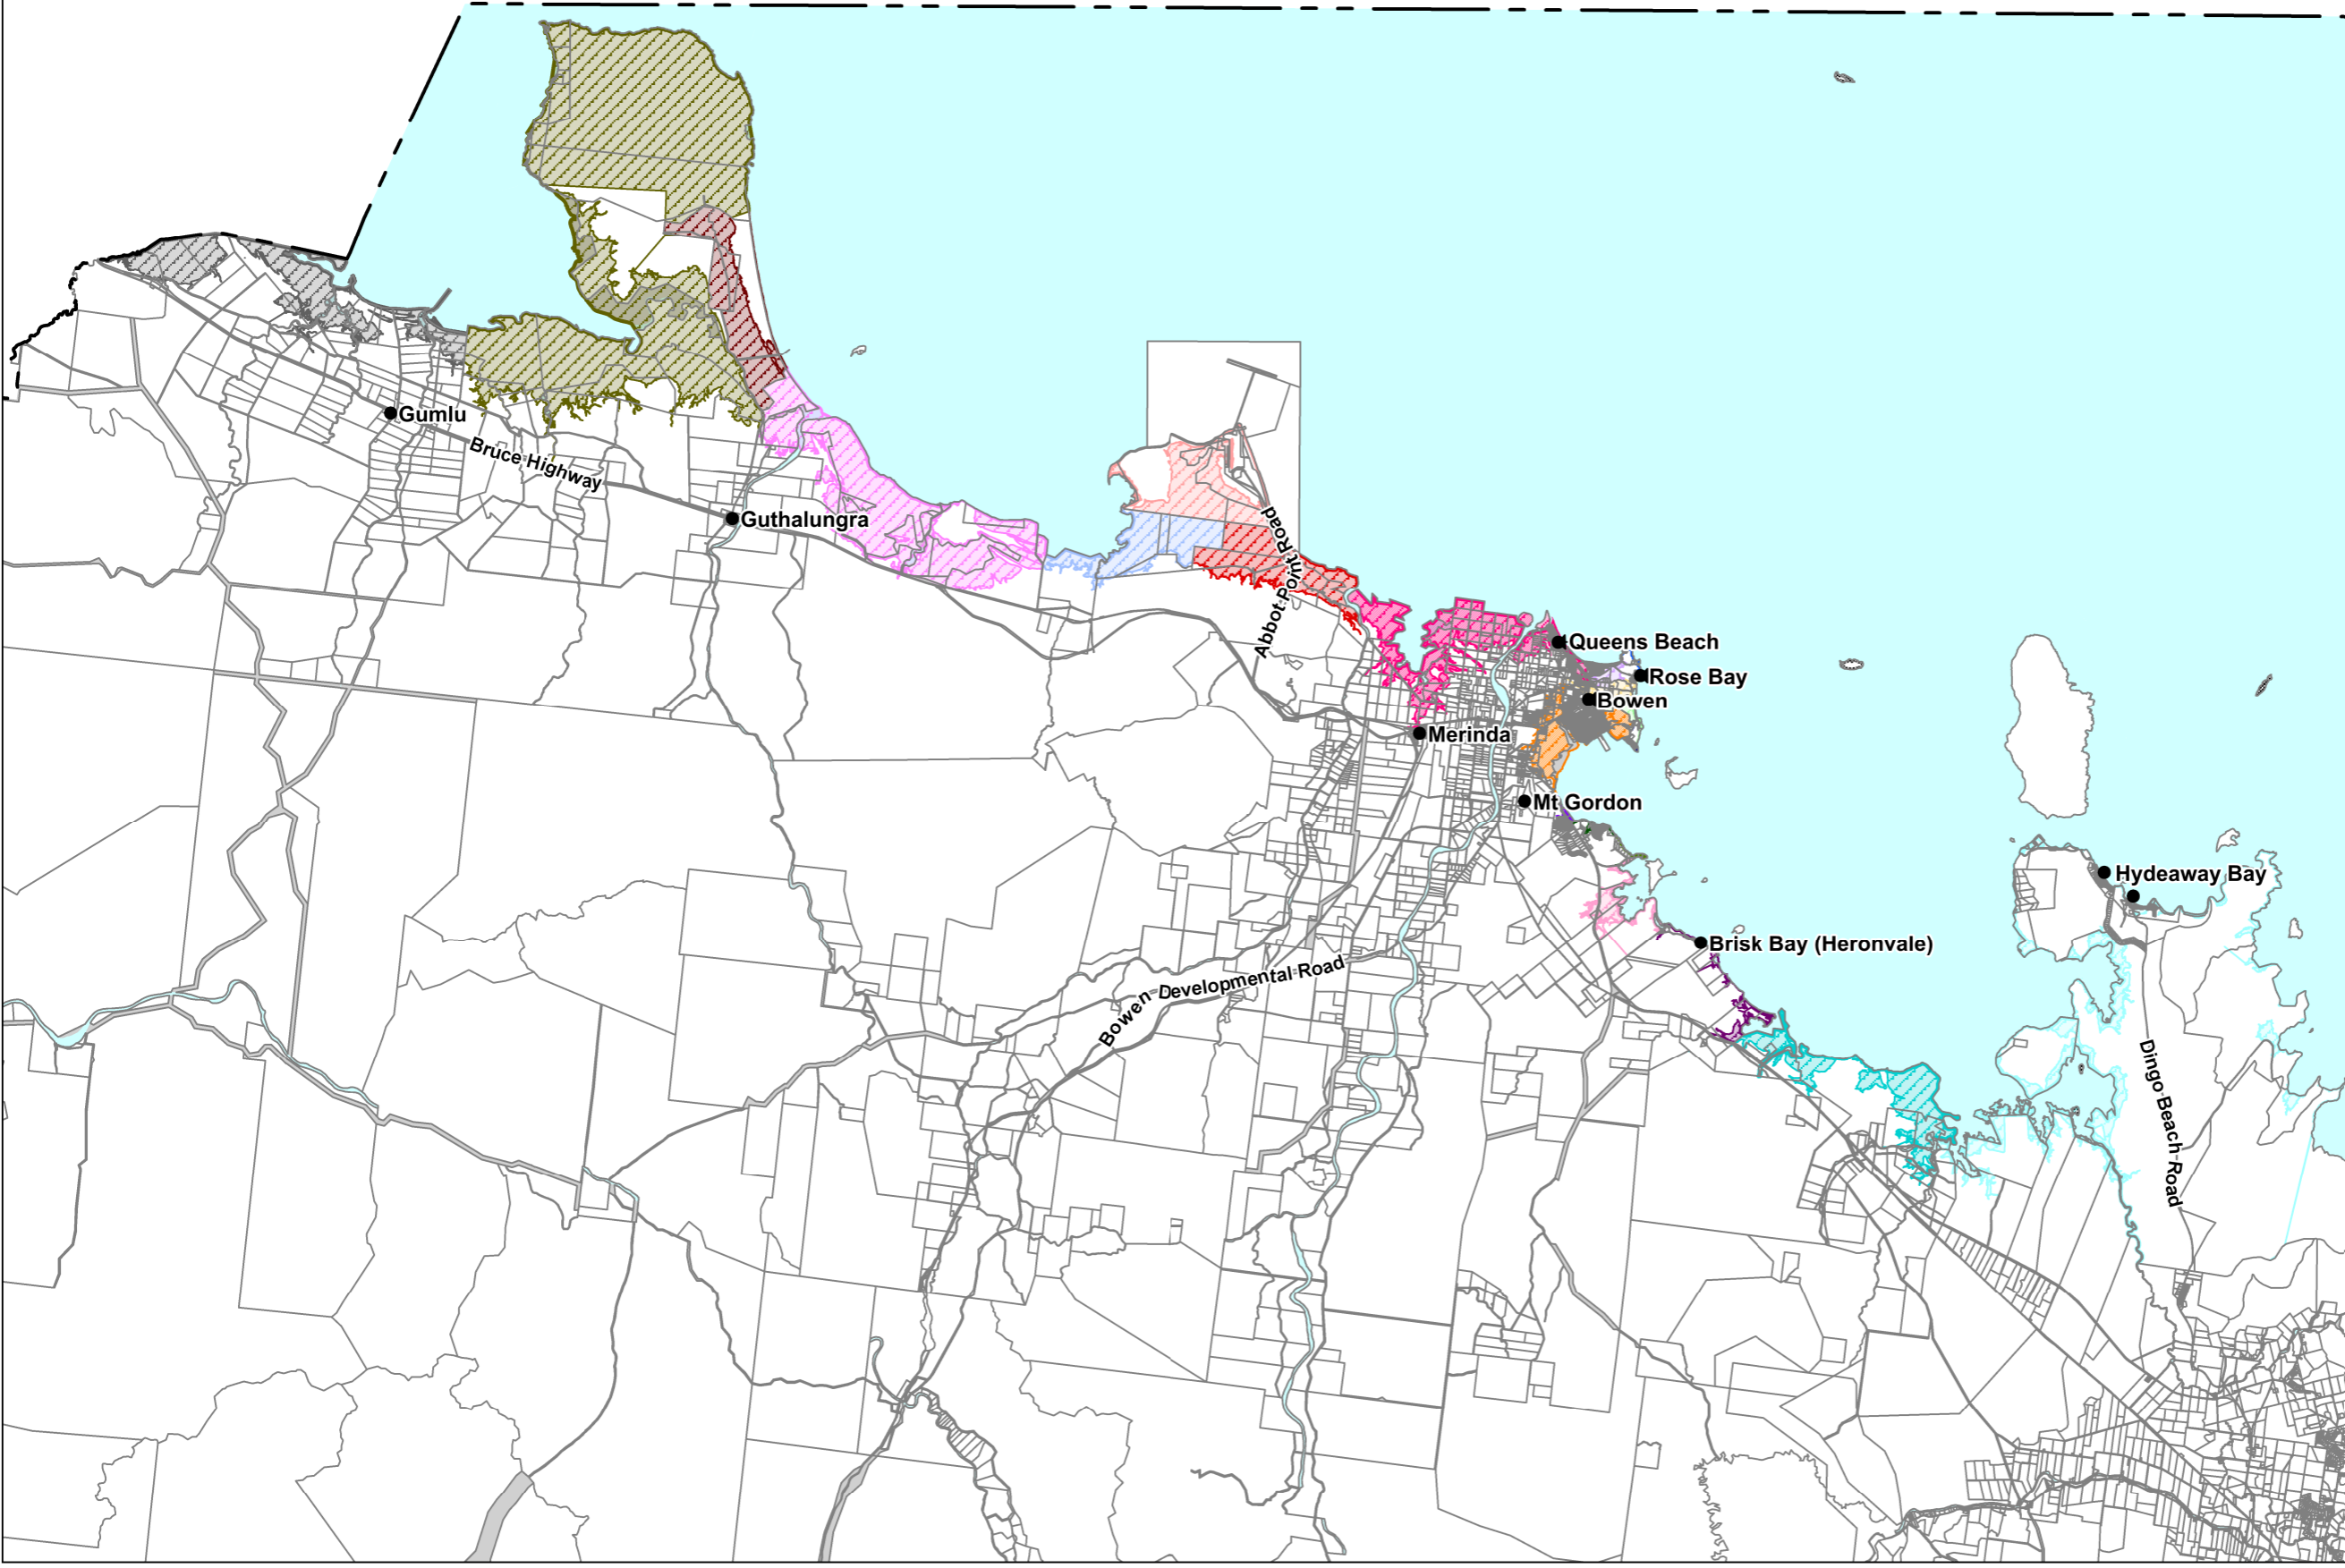 Gumlu
Bruce Highway
Guthalungra
Abbot Point Road
Queens Beach
Rose Bay
Bowen
Merinda
Mt Gordon
Hydeaway Bay
Brisk Bay (Heronvale)
Bowen Developmental Road
Dingo Beach Road